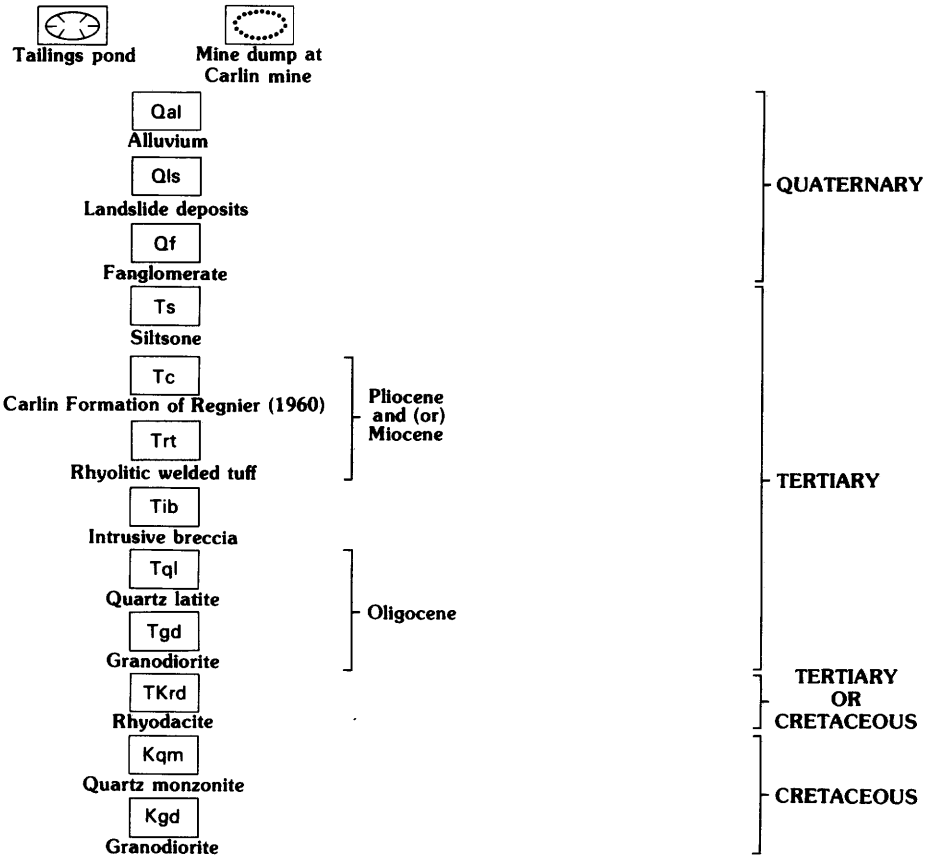 Tailings pond
Mine dump at
Carlin mine
Qal
Alluvium
Qls
Landslide deposits
Qf
Fanglomerate
QUATERNARY
Ts
Siltsone
Tc
Carlin Formation of Regnier (1960)
Trt
Rhyolitic welded tuff
Pliocene
and (or)
Miocene
Tib
Intrusive breccia
Tql
Quartz latite
Tgd
Granodiorite
Oligocene
TERTIARY
TKrd
Rhyodacite
TERTIARY
OR
CRETACEOUS
Kqm
Quartz monzonite
Kgd
Granodiorite
CRETACEOUS